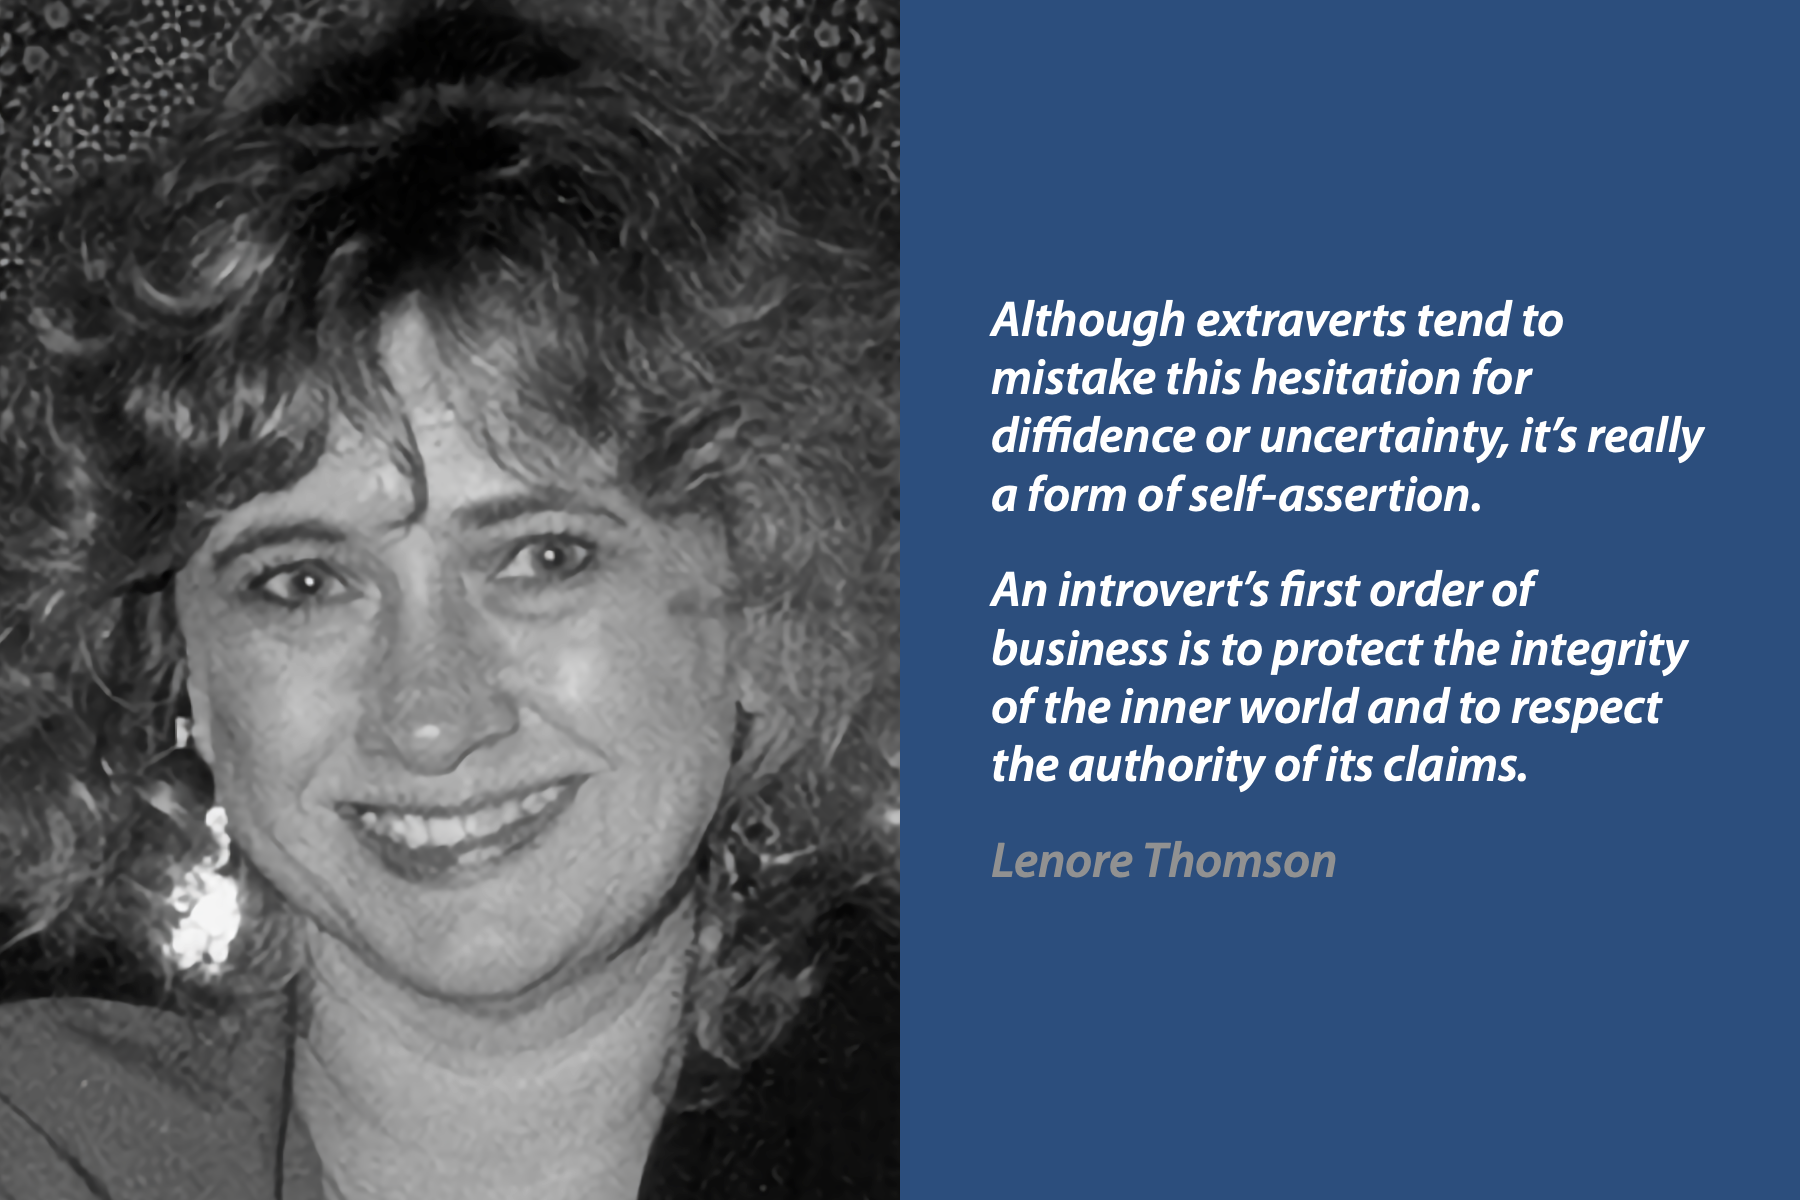 Although extraverts tend to
mistake this hesitation for
diffidence or uncertainty, it’s really
a form of self-assertion.
An introvert’s first order of
business is to protect the integrity
of the inner world and to respect
the authority of its claims.
Lenore Thomson